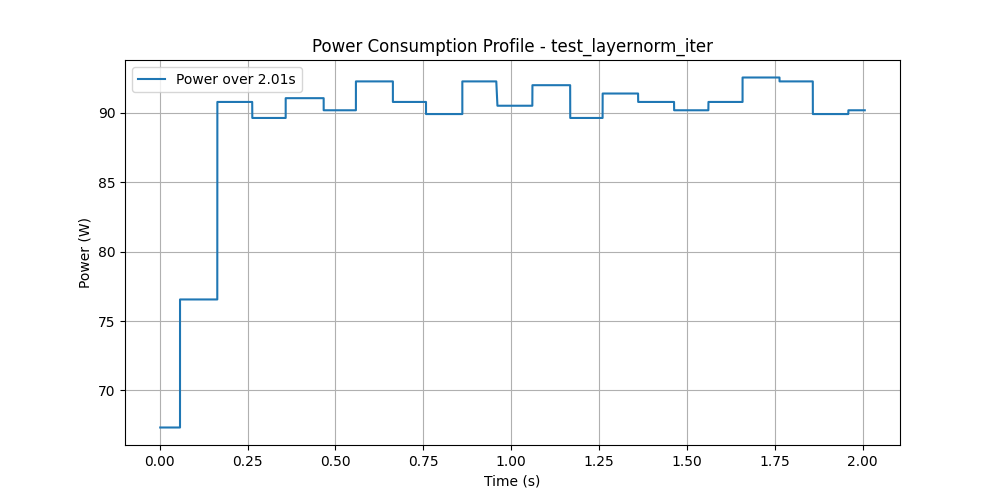 Power Consumption Profile - test_layernorm_iter
Power over 2.01s
Power (W)
90
85
80
75
70
0.00 0.25 0.50 0.75 1.00 1.25 1.50 1.75 2.00
Time (s)